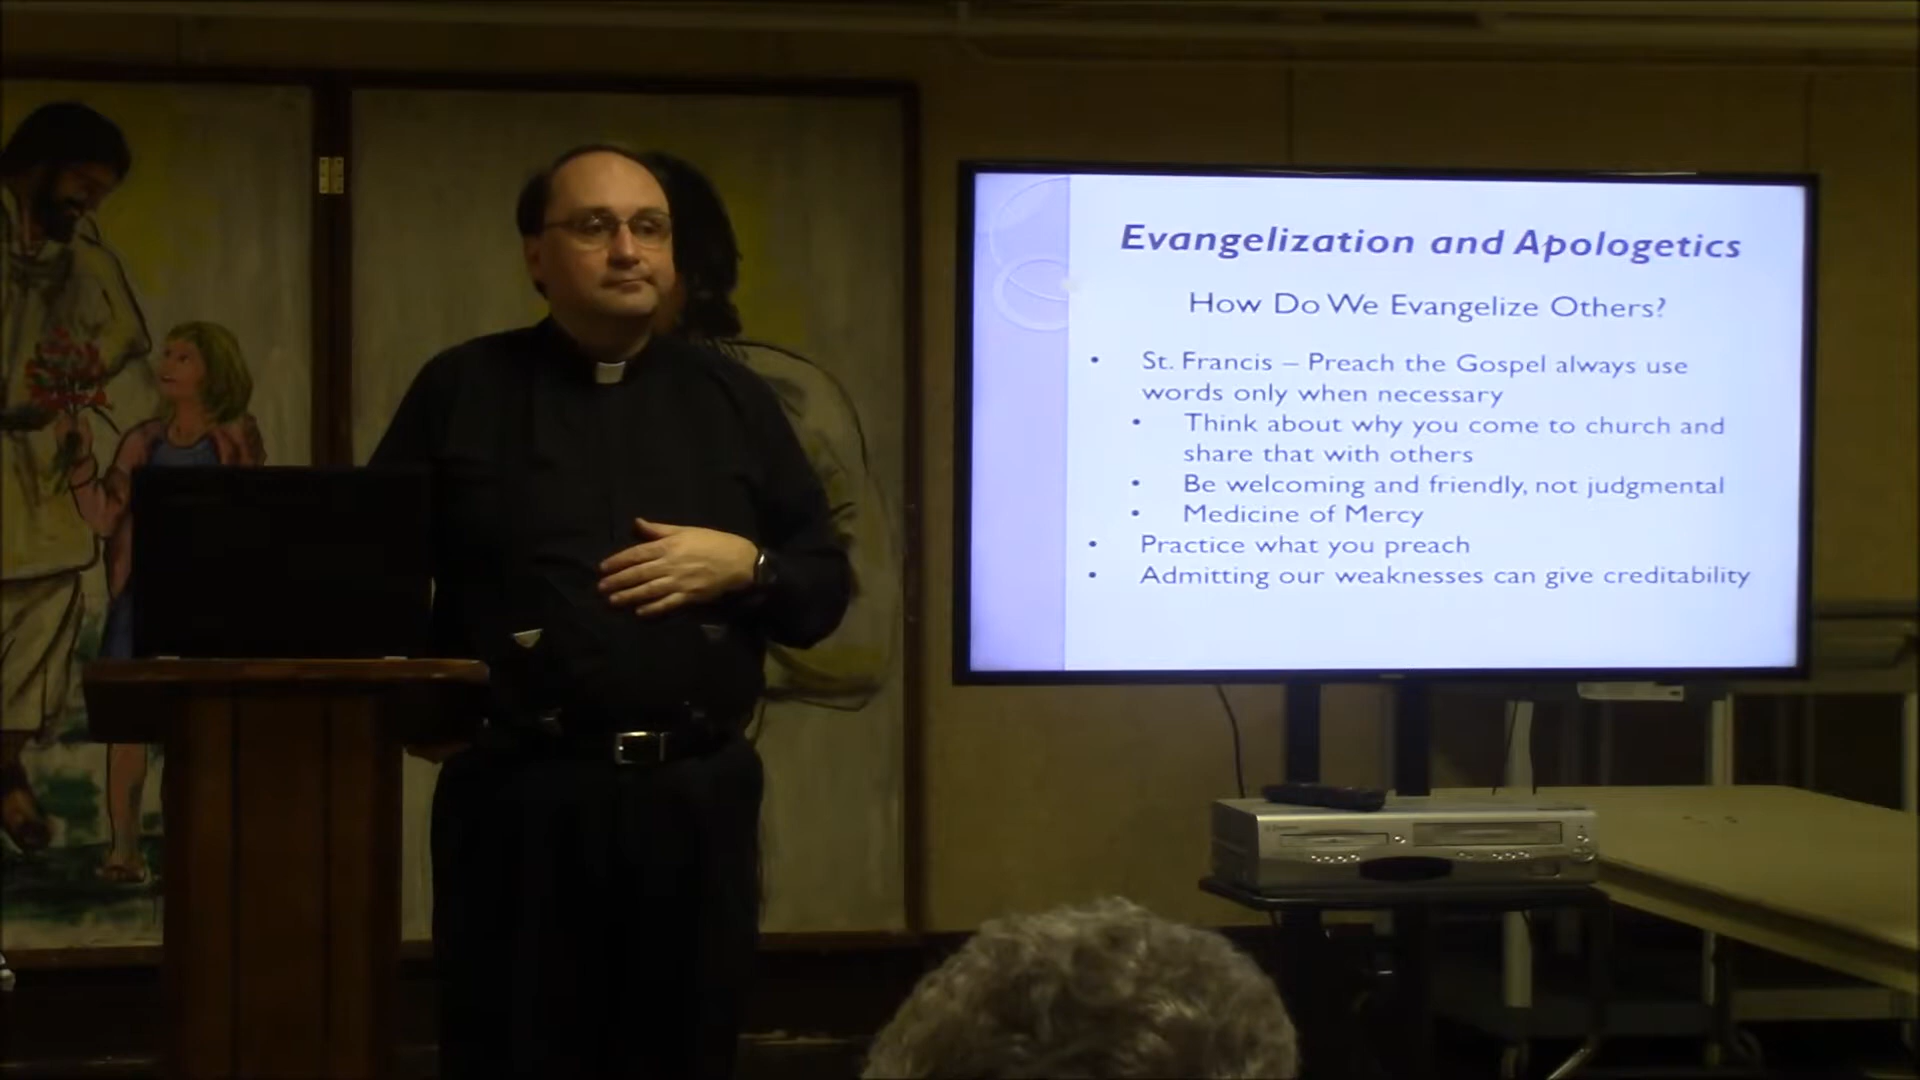 Evangelization and Apologetics
How Do We Evangelize Others?
• St. Francis – Preach the Gospel always use
words only when necessary
• Think about why you come to church and
share that with others
• Be welcoming and friendly, not judgmental
• Medicine of Mercy
• Practice what you preach
• Admitting our weaknesses can give creditability